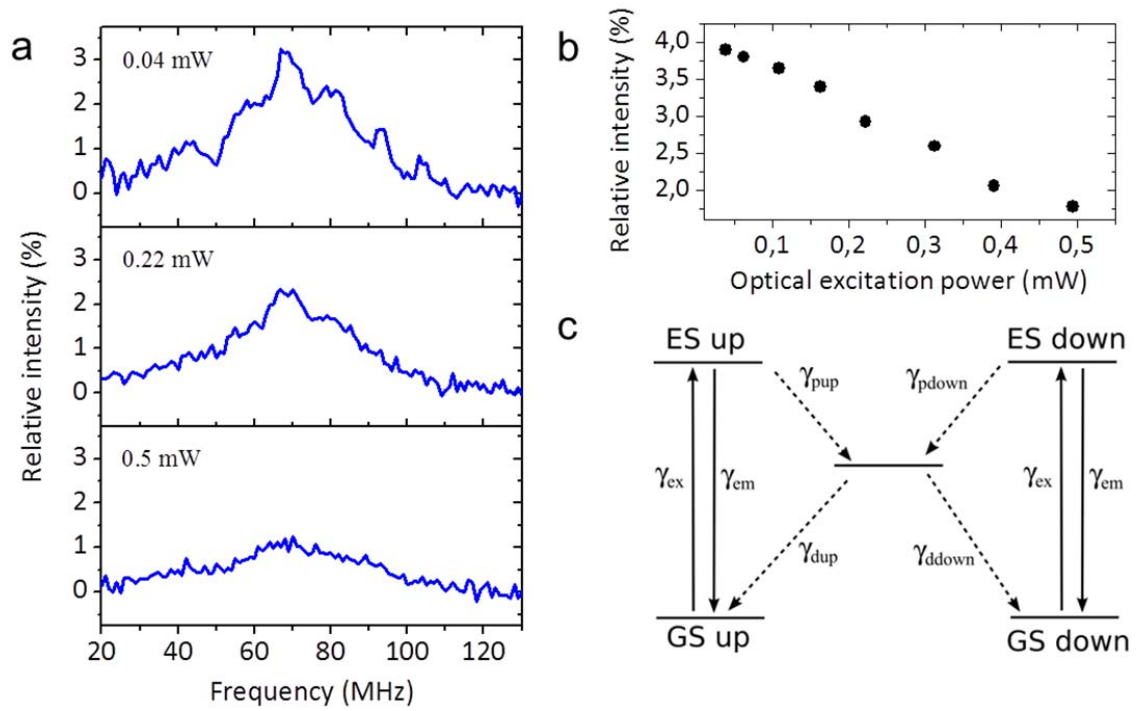 a
0.04 mW
3
2
1
0
0.22 mW
3
2
1
0
0.5 mW
3
2
1
0
Relative intensity (%)
20 40 60 80 100 120
Frequency (MHz)
b
Relative intensity (%)
4,0
3,5
3,0
2,5
2,0
0,1 0,2 0,3 0,4 0,5
Optical excitation power (mW)
c
ES up ES down
γpup γpdown
γex γem γex γem
γdup γddown
GS up GS down